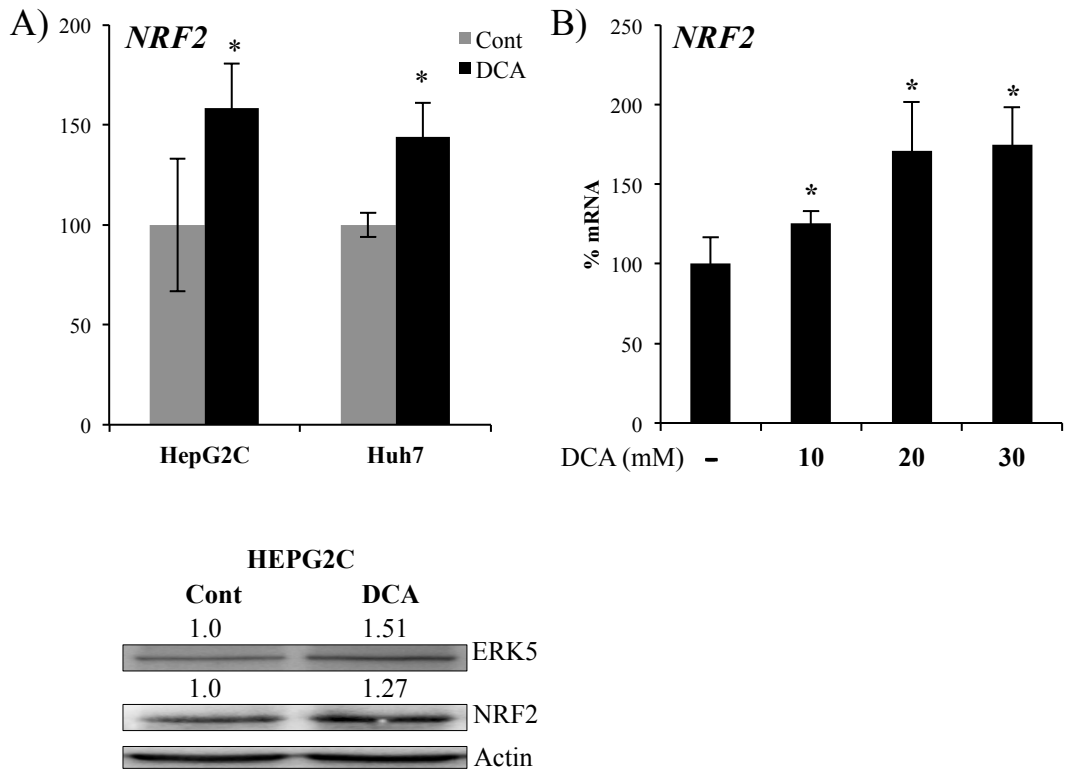 A)
NRF2
Cont
DCA
200
150
100
50
0
*
*
HepG2C
Huh7
B)
NRF2
% mRNA
250
200
150
100
50
0
*
*
*
DCA (mM) – 10 20 30
HEPG2C
Cont DCA
1.0 1.51
ERK5
1.0 1.27
NRF2
Actin